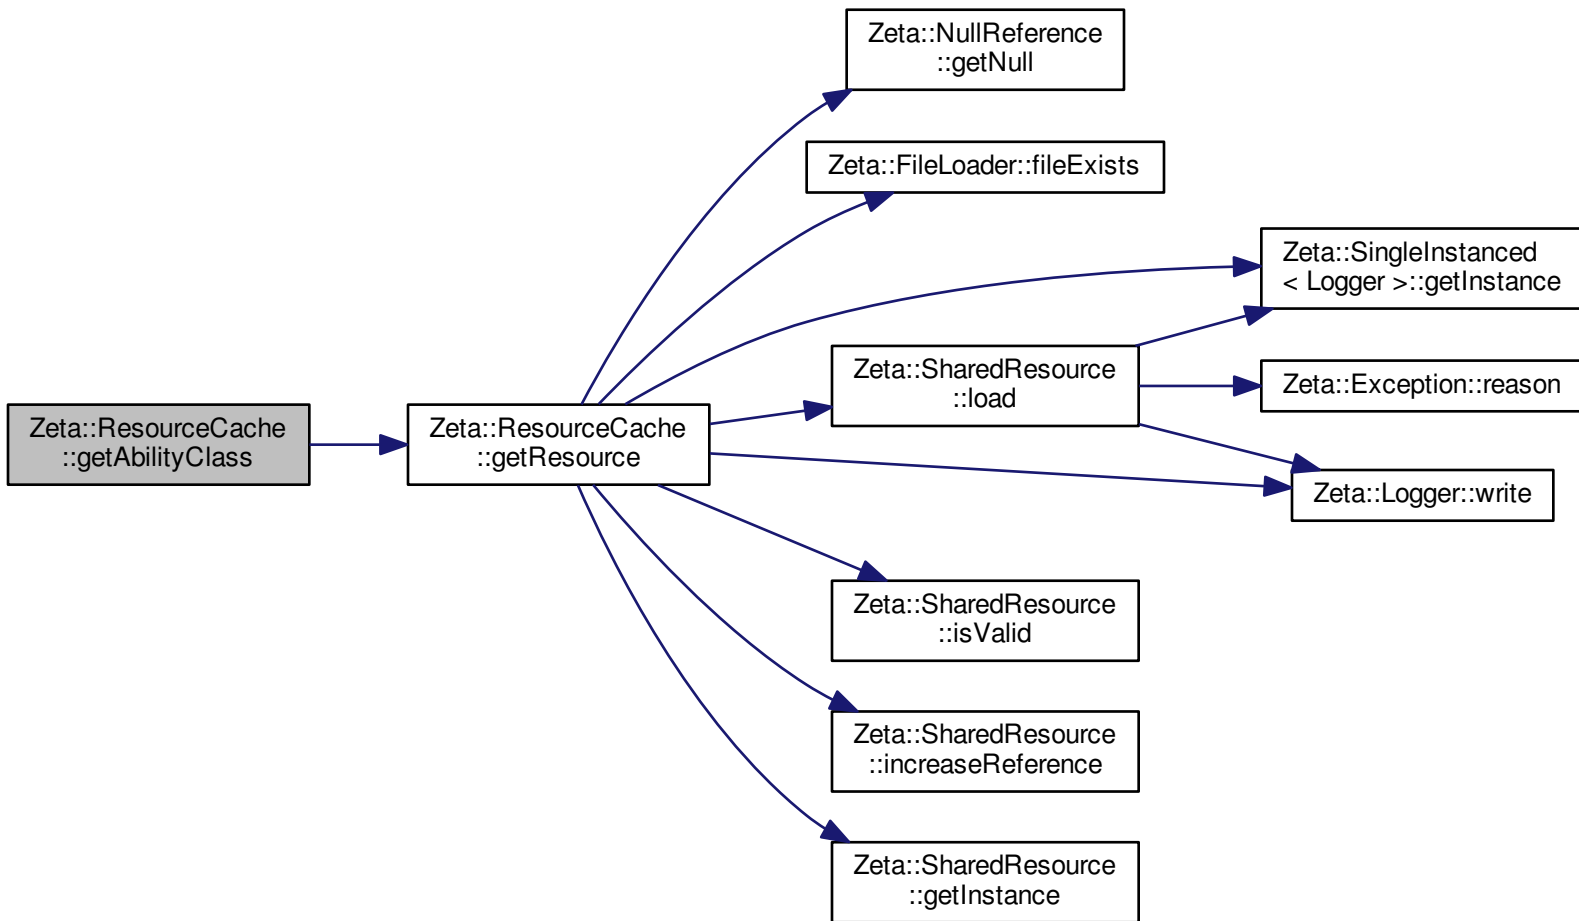 Zeta::NullReference
::getNull
Zeta::FileLoader::fileExists
Zeta::SingleInstanced
< Logger >::getInstance
Zeta::SharedResource
::load
Zeta::Exception::reason
Zeta::ResourceCache
::getAbilityClass
Zeta::ResourceCache
::getResource
Zeta::Logger::write
Zeta::SharedResource
::isValid
Zeta::SharedResource
::increaseReference
Zeta::SharedResource
::getInstance